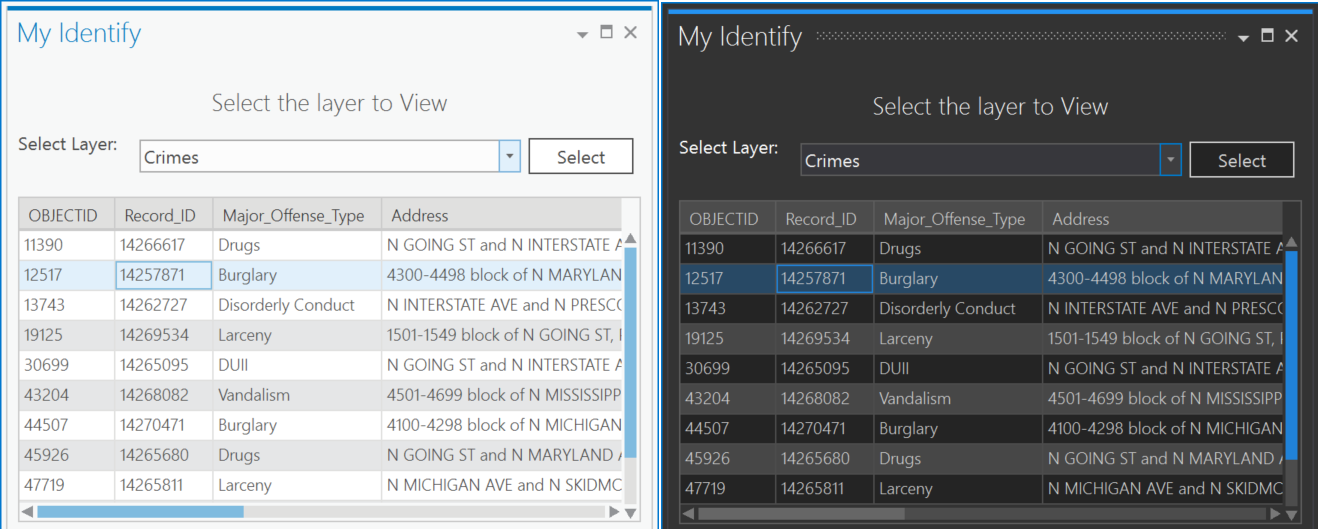 My Identify
Select the layer to View
Select Layer: Crimes Select
OBJECTID Record_ID Major_Offense_Type Address
11390 14266617 Drugs N GOING ST and N INTERSTATE A
12517 14257871 Burglary 4300-4498 block of N MARYLAN
13743 14262727 Disorderly Conduct N INTERSTATE AVE and N PRESC
19125 14269534 Larceny 1501-1549 block of N GOING ST,
30699 14265095 DUII N GOING ST and N INTERSTATE A
43204 14268082 Vandalism 4501-4699 block of N MISSISSIPP
44507 14270471 Burglary 4100-4298 block of N MICHIGAN
45926 14265680 Drugs N GOING ST and N MARYLAND A
47719 14265811 Larceny N MICHIGAN AVE and N SKIDMC
My Identify
Select the layer to View
Select Layer: Crimes Select
OBJECTID Record_ID Major_Offense_Type Address
11390 14266617 Drugs N GOING ST and N INTERSTATE A
12517 14257871 Burglary 4300-4498 block of N MARYLAN
13743 14262727 Disorderly Conduct N INTERSTATE AVE and N PRESC
19125 14269534 Larceny 1501-1549 block of N GOING ST,
30699 14265095 DUII N GOING ST and N INTERSTATE A
43204 14268082 Vandalism 4501-4699 block of N MISSISSIPP
44507 14270471 Burglary 4100-4298 block of N MICHIGAN
45926 14265680 Drugs N GOING ST and N MARYLAND A
47719 14265811 Larceny N MICHIGAN AVE and N SKIDMC